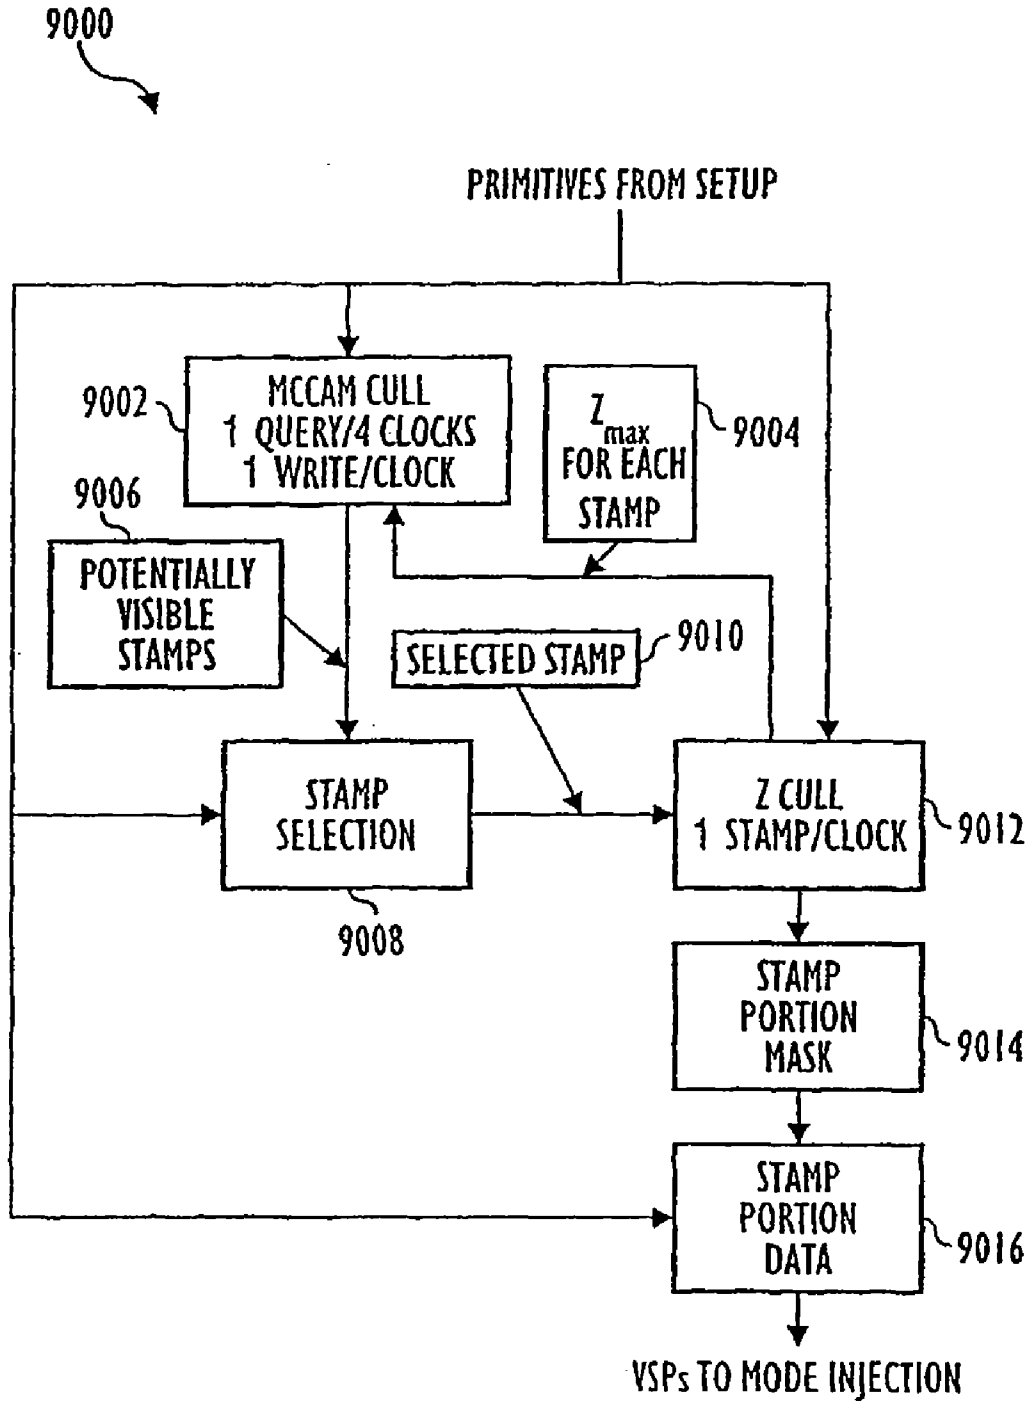 9000
PRIMITIVES FROM SETUP
9002
MCCAM CULL
1 QUERY/4 CLOCKS
1 WRITE/CLOCK
Zmax
FOR EACH
STAMP
9004
9006
POTENTIALLY
VISIBLE
STAMPS
SELECTED STAMP
9010
STAMP
SELECTION
9008
Z CULL
1 STAMP/CLOCK
9012
STAMP
PORTION
MASK
9014
STAMP
PORTION
DATA
9016
VSPs TO MODE INJECTION